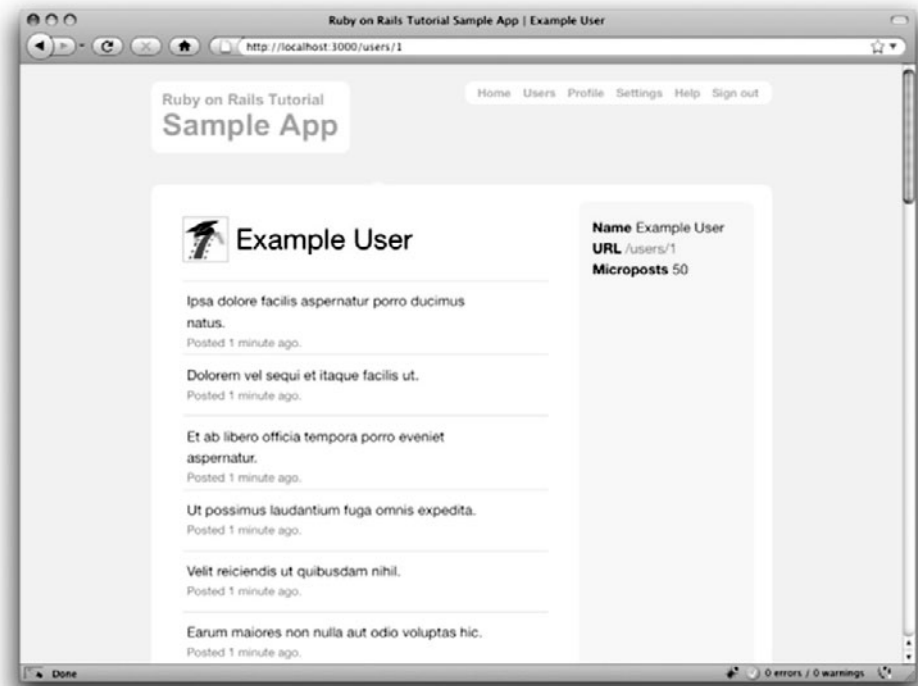 Ruby on Rails Tutorial Sample App | Example User
http://localhost:3000/users/1
Ruby on Rails Tutorial
Sample App
Home Users Profile Settings Help Sign out
Example User
Name Example User
URL /users/1
Microposts 50
Ipsa dolore facilis aspernatur porro ducimus
natus.
Posted 1 minute ago.
Dolorem vel sequi et itaque facilis ut.
Posted 1 minute ago.
Et ab libero officia tempora porro eveniet
aspernatur.
Posted 1 minute ago.
Ut possimus laudantium fuga omnis expedita.
Posted 1 minute ago.
Velit reiciendis ut quibusdam nihil.
Posted 1 minute ago.
Earum maiores non nulla aut odio voluptas hic.
Posted 1 minute ago.
Done
0 errors / 0 warnings